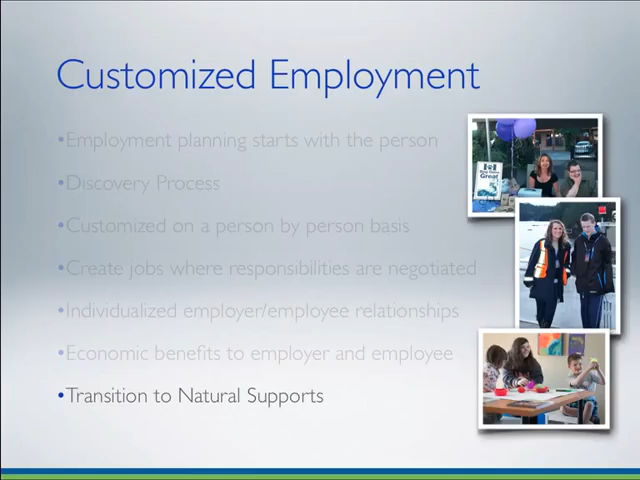 Customized Employment
•Employment planning starts with the person
•Discovery Process
•Customized on a person by person basis
•Create jobs where responsibilities are negotiated
•Individualized employer/employee relationships
•Economic benefits to employer and employee
•Transition to Natural Supports